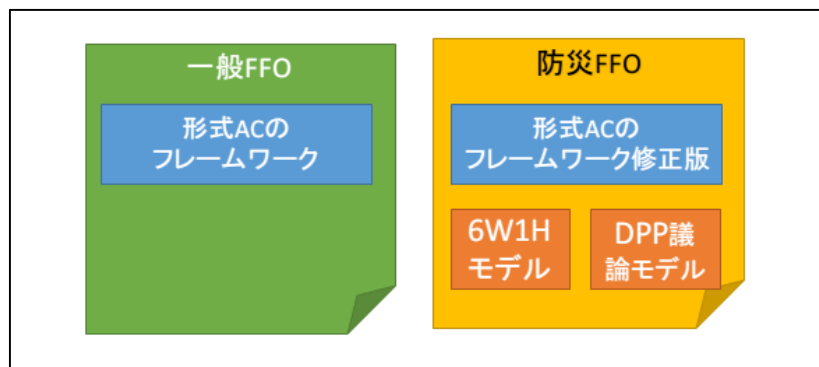 一般FFO
形式ACの
フレームワーク
防災FFO
形式ACの
フレームワーク修正版
6W1H
モデル
DPP議
論モデル